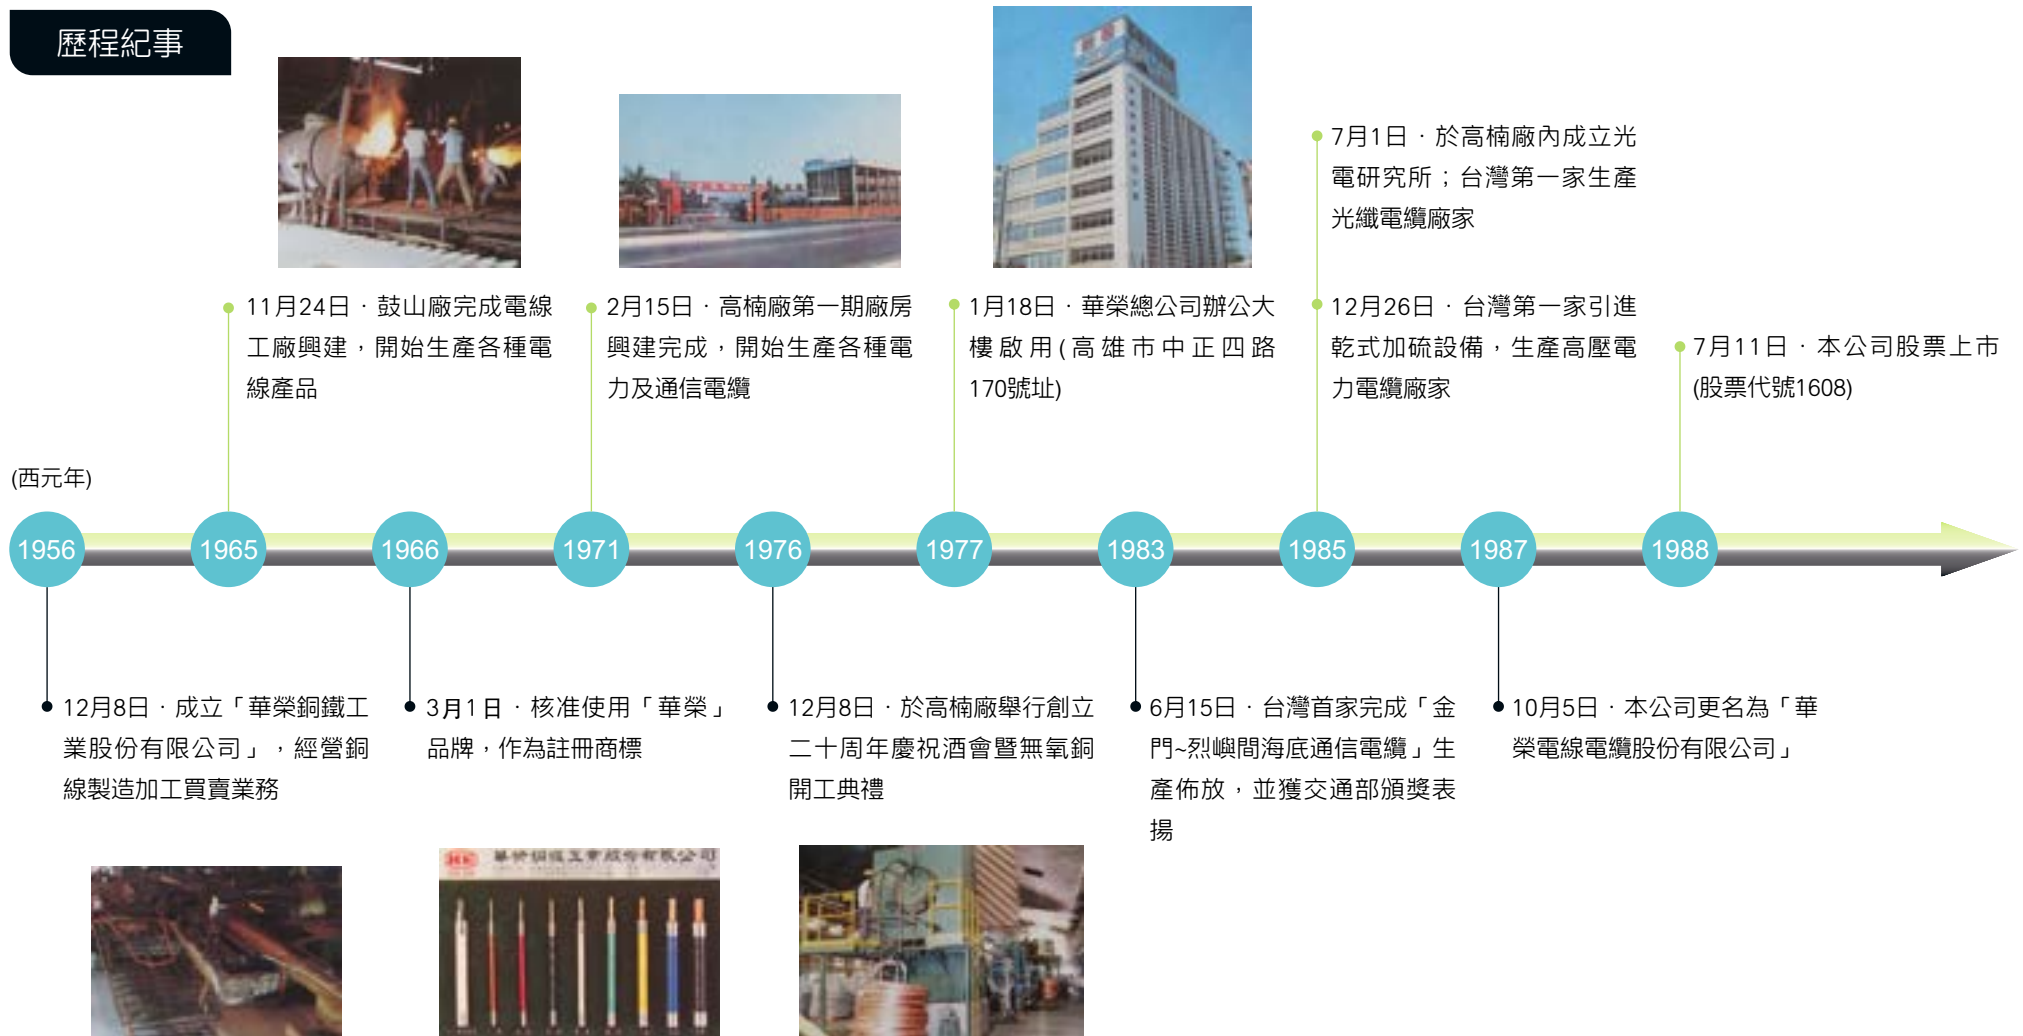 歷程紀事
11月24日‧鼓山廠完成電線
工廠興建，開始生產各種電
線產品
2月15日‧高楠廠第一期廠房
興建完成，開始生產各種電
力及通信電纜
1月18日‧華榮總公司辦公大
樓啟用(高雄市中正四路
170號址)
7月1日‧於高楠廠內成立光
電研究所；台灣第一家生產
光纖電纜廠家
12月26日‧台灣第一家引進
乾式加硫設備，生產高壓電
力電纜廠家
7月11日‧本公司股票上市
(股票代號1608)
(西元年)
1956 1965 1966 1971 1976 1977 1983 1985 1987 1988
12月8日‧成立「華榮銅鐵工
業股份有限公司」，經營銅
線製造加工買賣業務
3月1日‧核准使用「華榮」
品牌，作為註冊商標
12月8日‧於高楠廠舉行創立
二十周年慶祝酒會暨無氧銅
開工典禮
6月15日‧台灣首家完成「金
門~烈嶼間海底通信電纜」生
產佈放，並獲交通部頒獎表
揚
10月5日‧本公司更名為「華
榮電線電纜股份有限公司」
華榮銅鐵工業股份有限公司